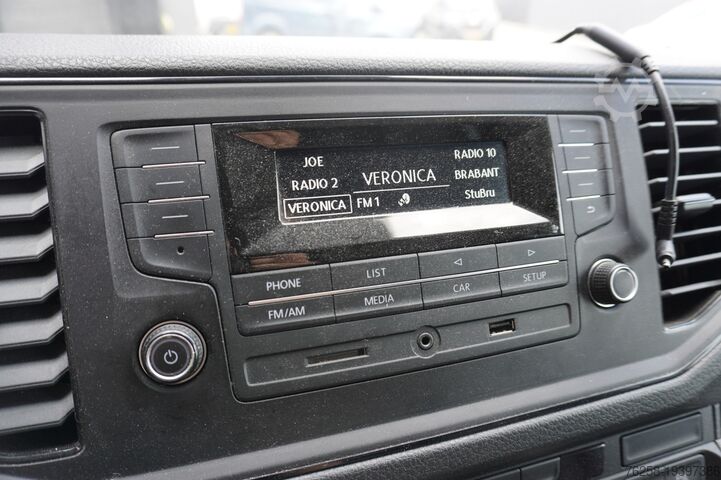 JOE
RADIO 2
VERONICA
VERONICA
FM 1
RADIO 10
BRABANT
StuBru
PHONE
LIST
FM/AM
MEDIA
CAR
SETUP